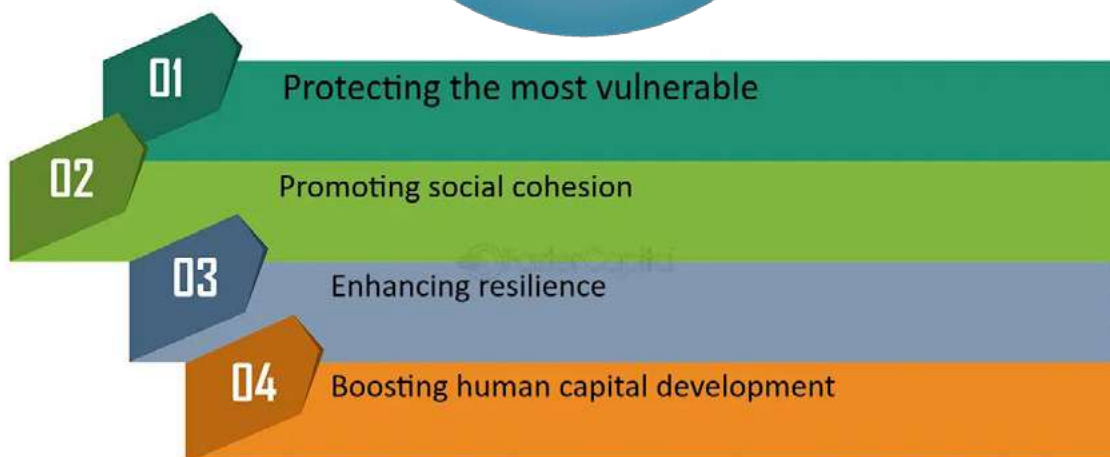 01
Protecting the most vulnerable
02
Promoting social cohesion
03
Enhancing resilience
04
Boosting human capital development